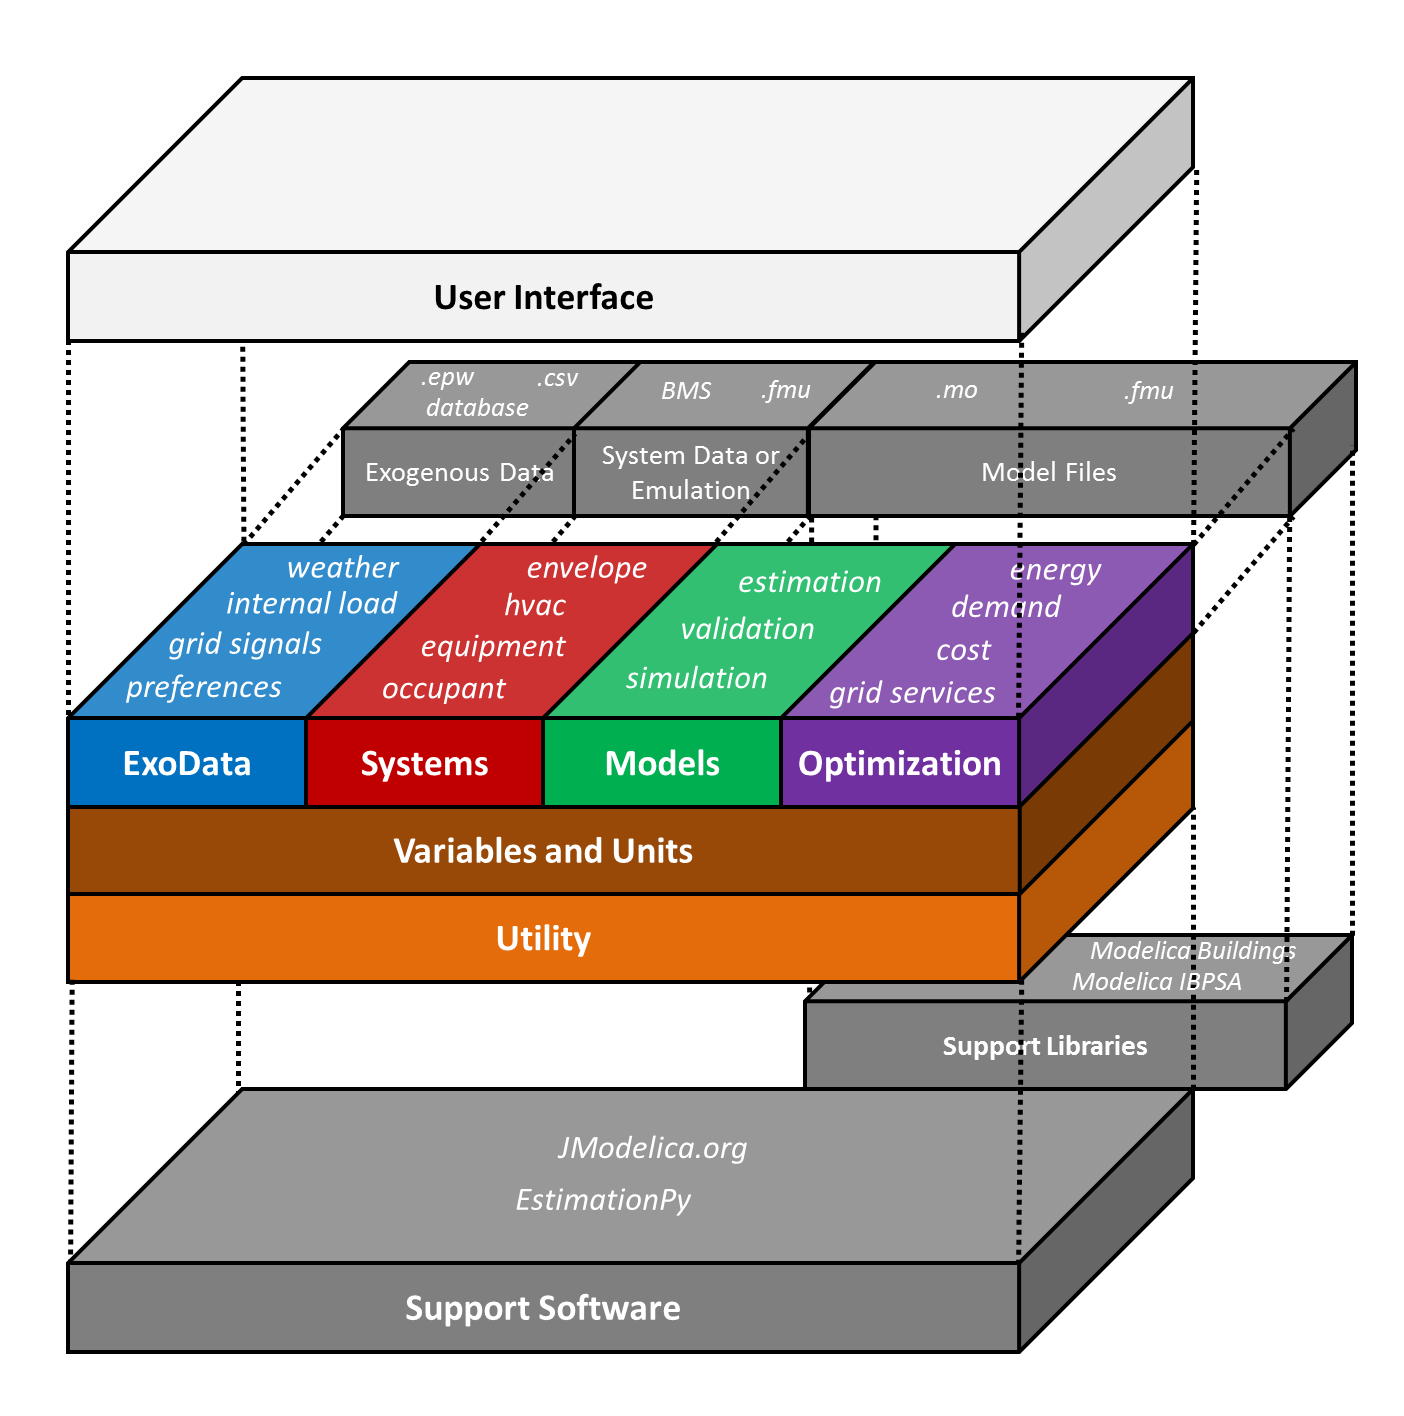 User Interface
.epw .csv
database
BMS .fmu
.mo .fmu
Exogenous Data
System Data or
Emulation
Model Files
weather
internal load
grid signals
preferences
envelope
hvac
equipment
occupant
estimation
validation
simulation
energy
demand
cost
grid services
ExoData
Systems
Models
Optimization
Variables and Units
Utility
Modelica Buildings
Modelica IBPSA
Support Libraries
JModelica.org
EstimationPy
Support Software